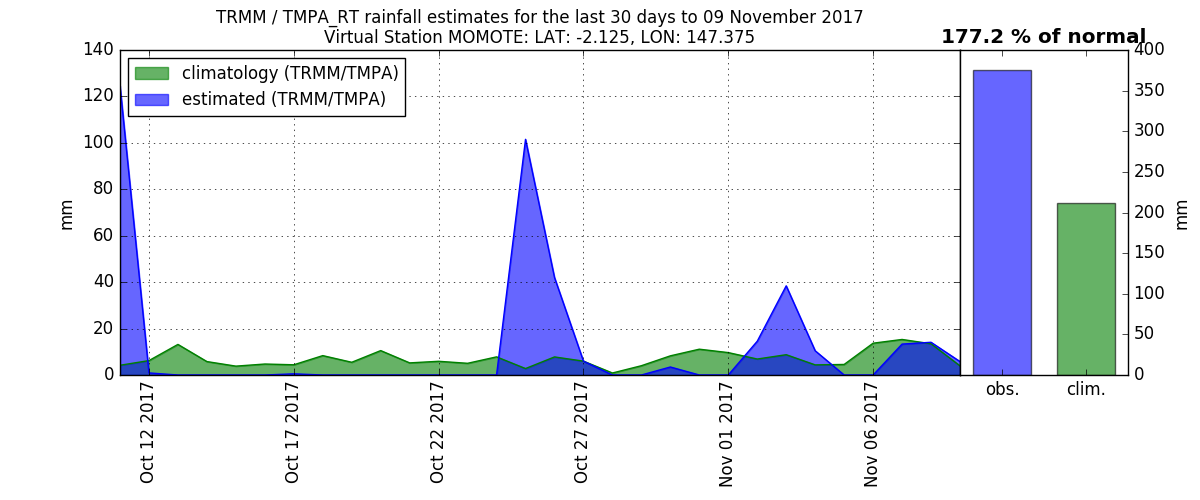 TRMM / TMPA_RT rainfall estimates for the last 30 days to 09 November 2017
Virtual Station MOMOTE: LAT: -2.125, LON: 147.375
177.2 % of normal
climatology (TRMM/TMPA)
estimated (TRMM/TMPA)
140
120
100
80
60
40
20
0
mm
Oct 12 2017
Oct 17 2017
Oct 22 2017
Oct 27 2017
Nov 01 2017
Nov 06 2017
400
350
300
250
200
150
100
50
0
mm
obs.
clim.